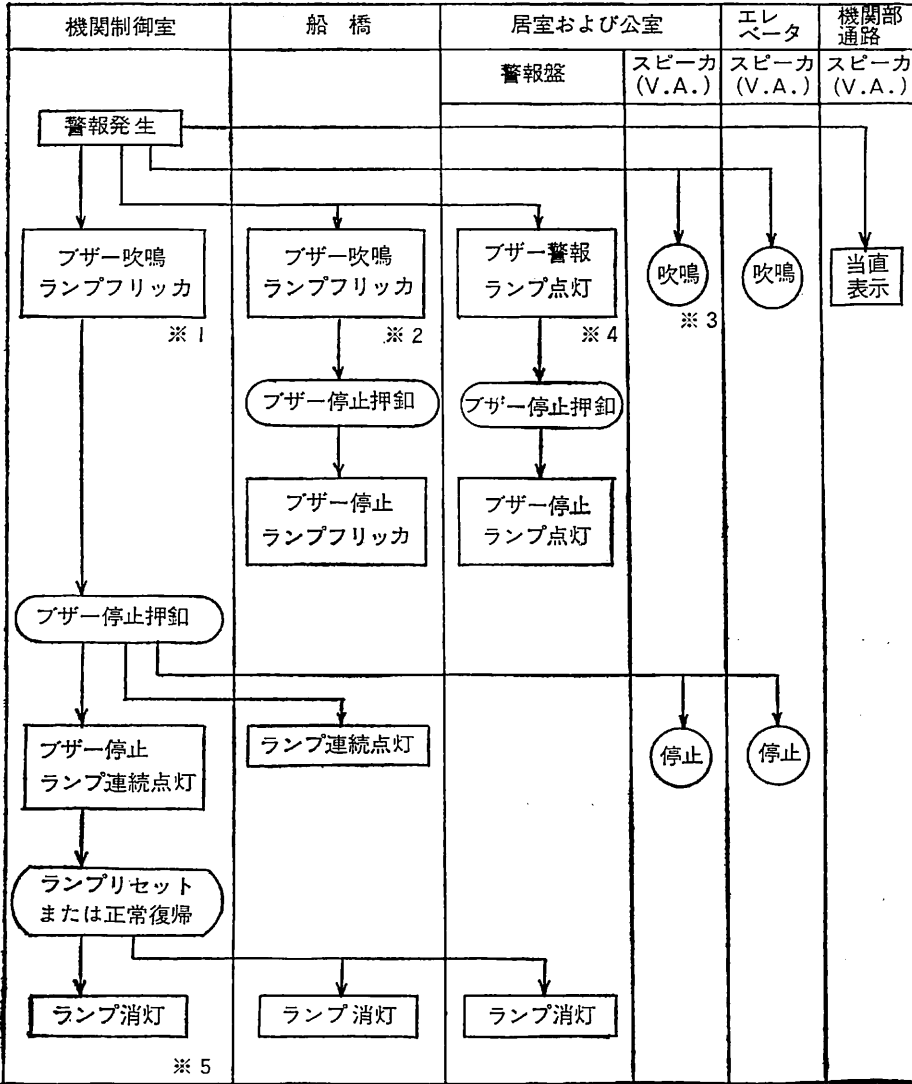 機関制御室
船橋
居室および公室
エレ
ベータ
機関部
通路
警報盤
スピーカ
(V.A.)
スピーカ
(V.A.)
スピーカ
(V.A.)
警報発生
ブザー吹鳴
ランプフリッカ
※1
ブザー吹鳴
ランプフリッカ
※2
ブザー警報
ランプ点灯
※4
吹鳴
※3
吹鳴
当直
表示
ブザー停止押釦
ブザー停止押釦
ブザー停止
ランプフリッカ
ブザー停止
ランプ点灯
ブザー停止押釦
ブザー停止
ランプ連続点灯
ランプ連続点灯
停止
停止
ランプリセット
または正常復帰
ランプ消灯
ランプ消灯
ランプ消灯
※5